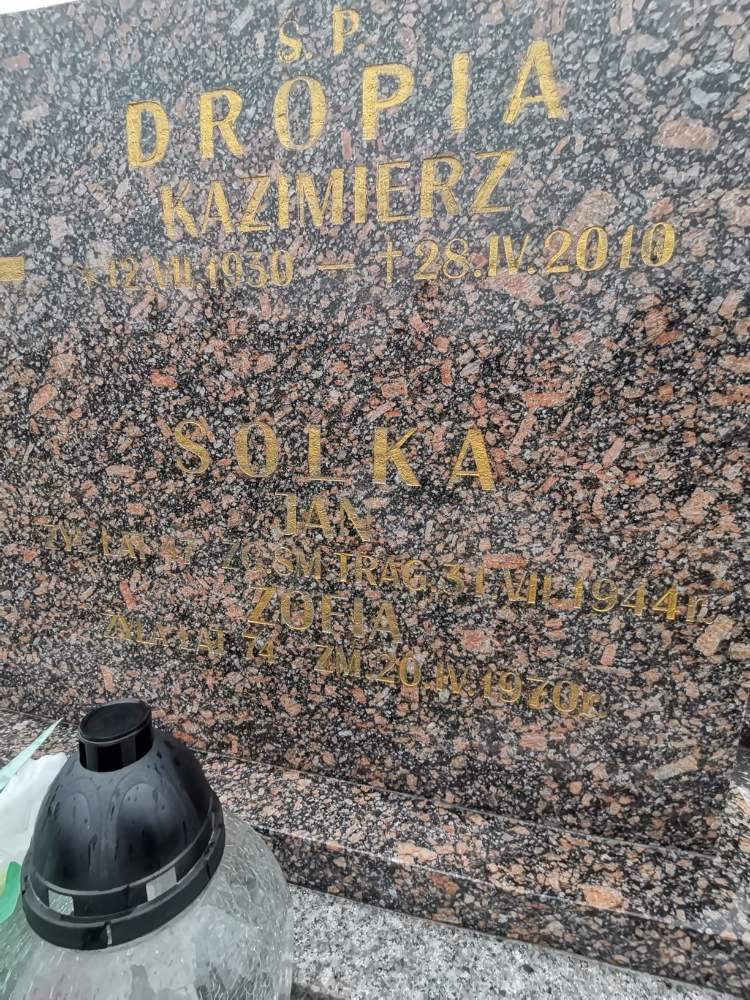 Ś. P.
DROPIA
KAZIMIERZ
* 12.VII.1930 — † 28.IV.2010
SOLKA
JAN
ŻYŁ LAT 47 ZG. ŚM. TRAG. 31.VII.1944 r.
ZOFIA
ŻYŁA LAT 74 ZM. 20.IV.1970 r.